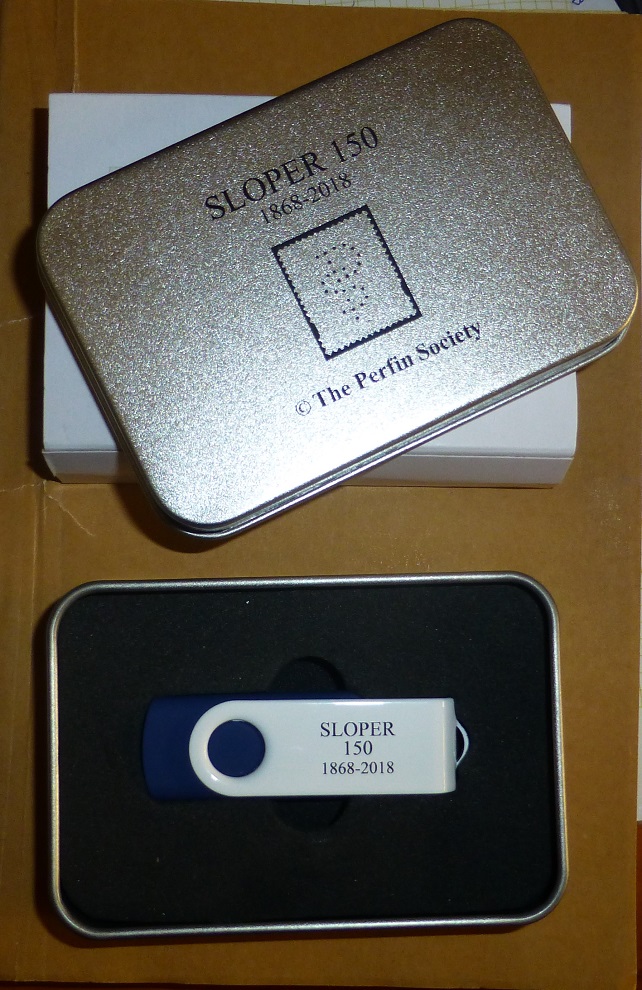 SLOPER 150
1868-2018
© The Perfin Society
SLOPER
150
1868-2018